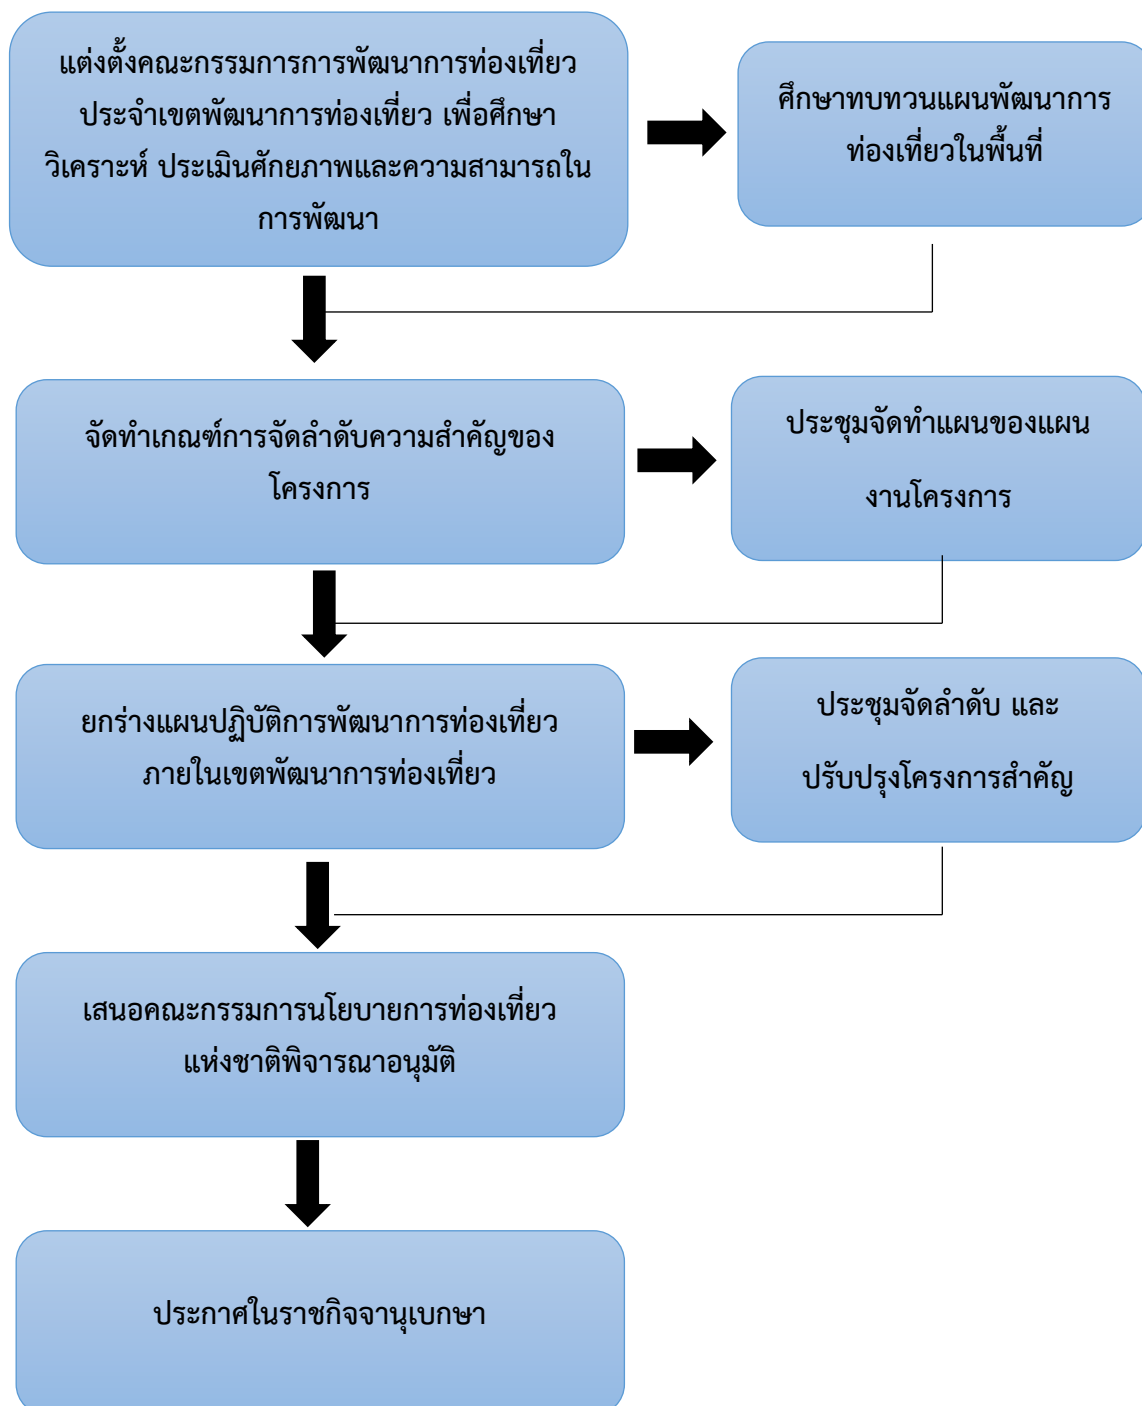 แต่งตั้งคณะกรรมการการพัฒนาการท่องเที่ยว
ประจำเขตพัฒนาการท่องเที่ยว เพื่อศึกษา
วิเคราะห์ ประเมินศักยภาพและความสามารถใน
การพัฒนา
ศึกษาทบทวนแผนพัฒนาการ
ท่องเที่ยวในพื้นที่
จัดทำเกณฑ์การจัดลำดับความสำคัญของ
โครงการ
ประชุมจัดทำแผนของแผน
งานโครงการ
ยกร่างแผนปฏิบัติการพัฒนาการท่องเที่ยว
ภายในเขตพัฒนาการท่องเที่ยว
ประชุมจัดลำดับ และ
ปรับปรุงโครงการสำคัญ
เสนอคณะกรรมการนโยบายการท่องเที่ยว
แห่งชาติพิจารณาอนุมัติ
ประกาศในราชกิจจานุเบกษา